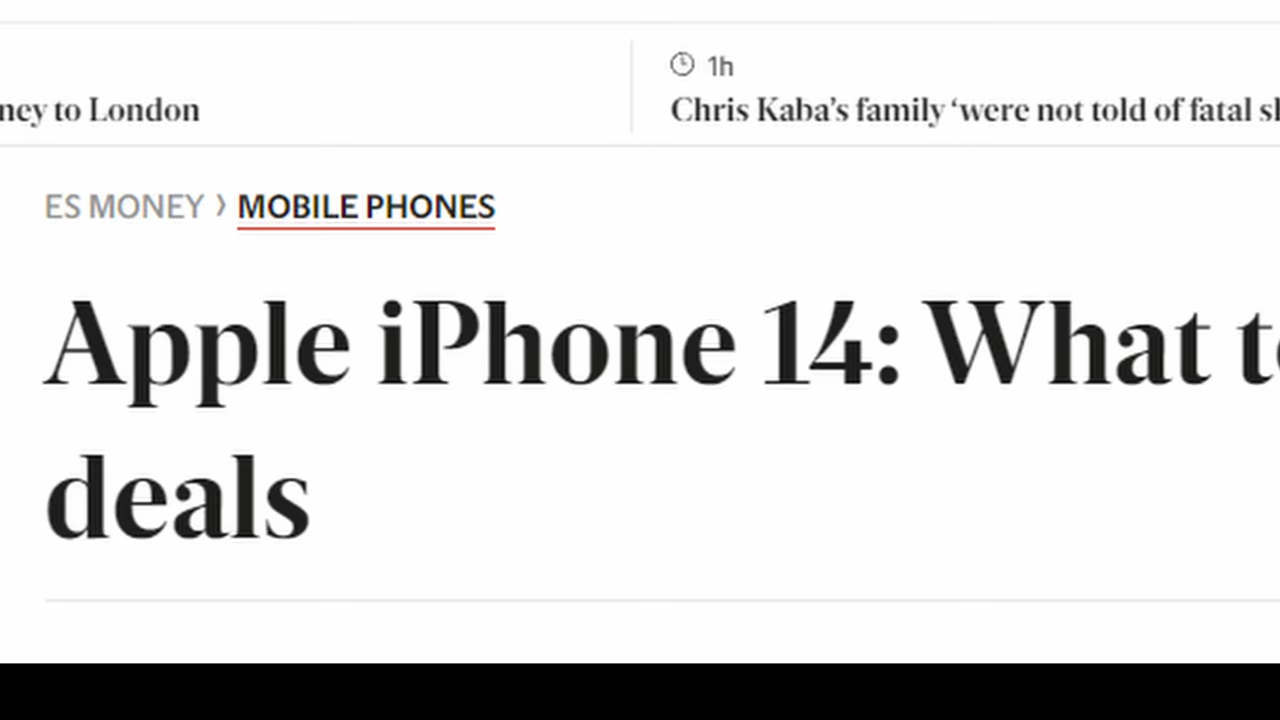 1h
ney to London
Chris Kaba's family ‘were not told of fatal
ES MONEY › MOBILE PHONES
Apple iPhone 14: What
deals